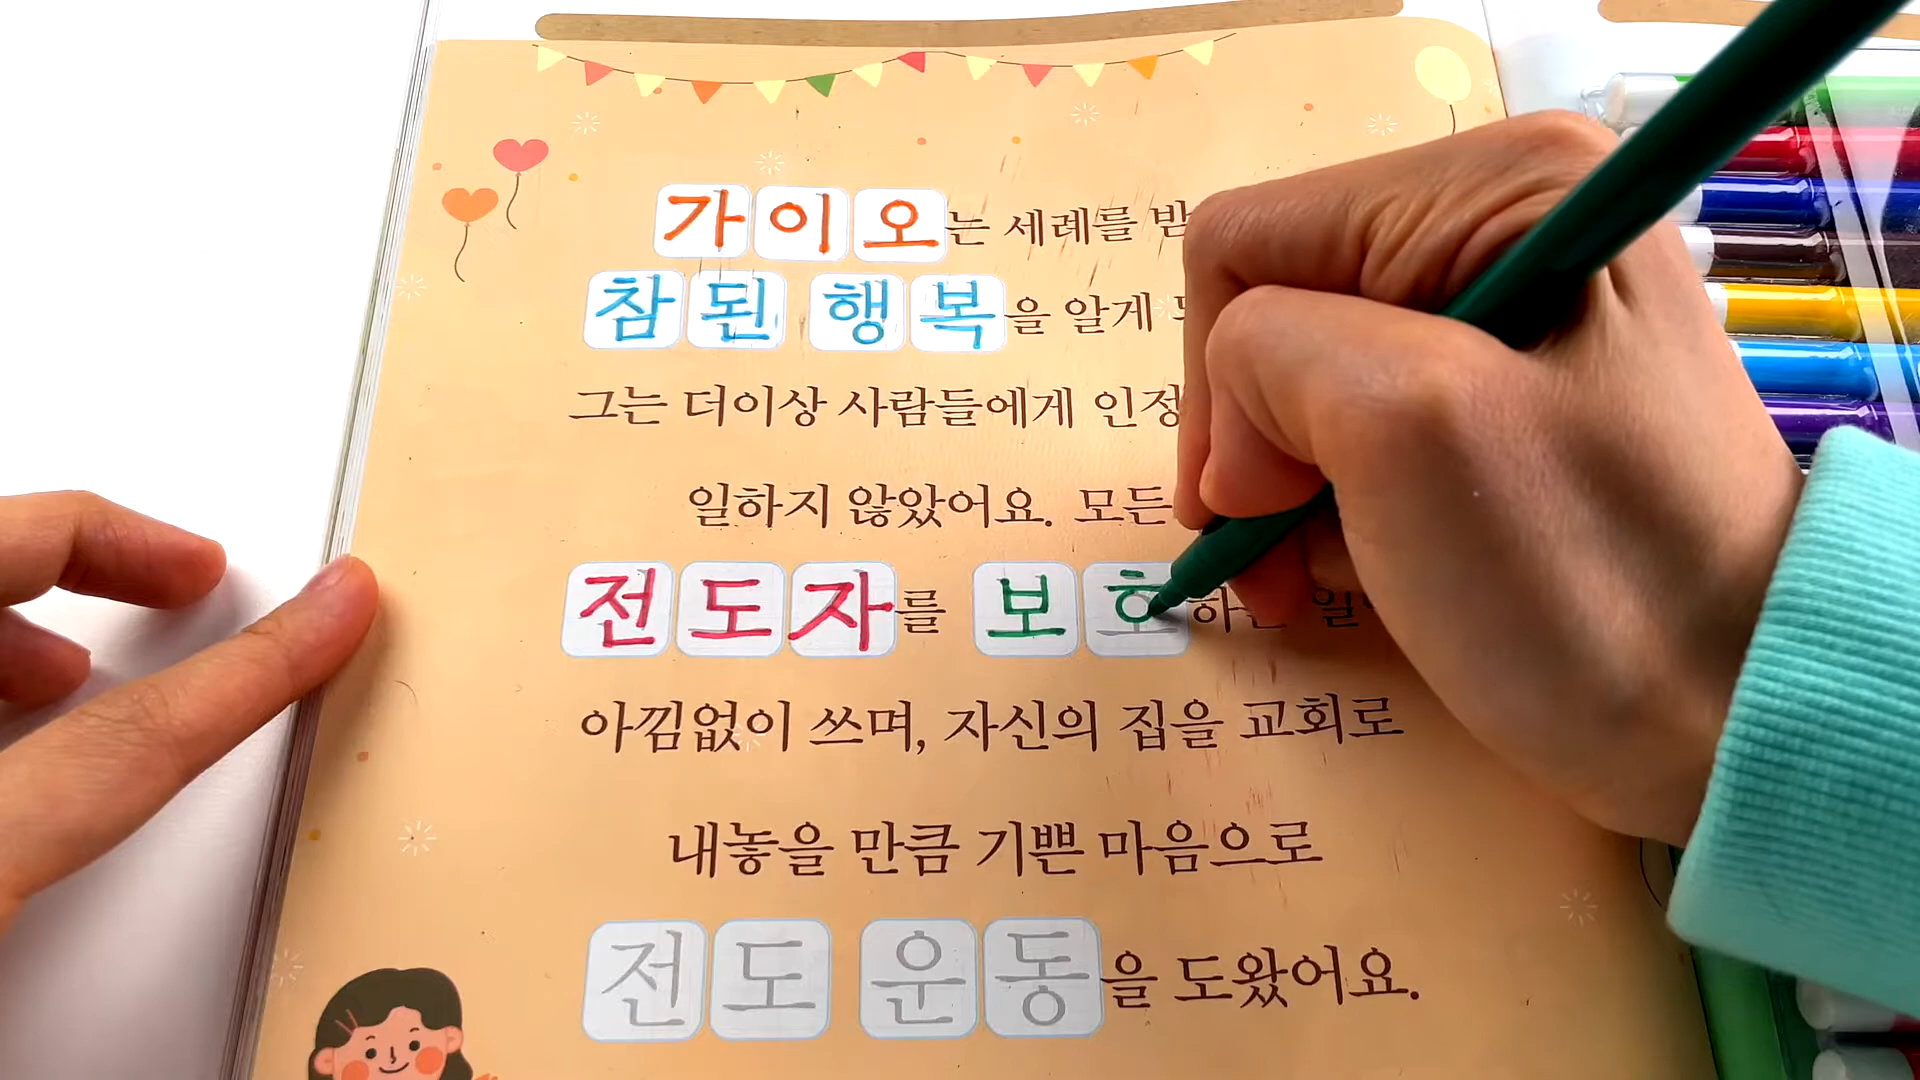 가이오는 세례를
참된 행복을 알게
그는 더이상 사람들에게
일하지 않았어요. 모든
전도자를 보호하는
아낌없이 쓰며, 자신의 집을 교회로
내놓을 만큼 기쁜 마음으로
전도 운동을 도왔어요.